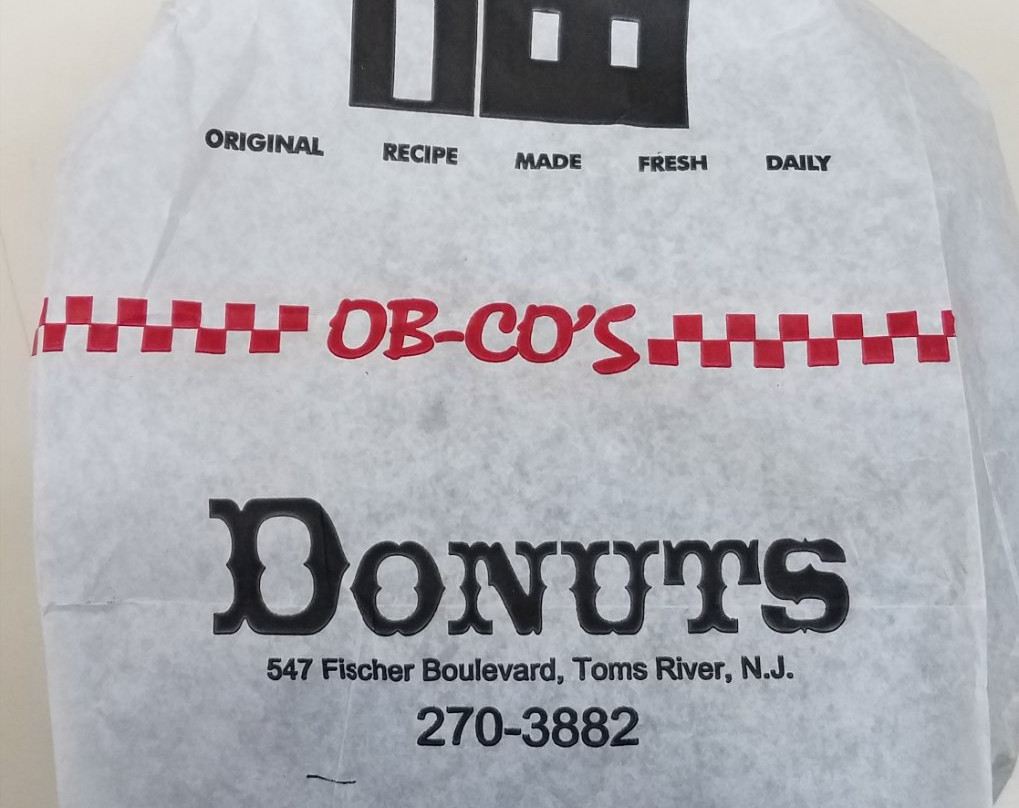 ORIGINAL RECIPE MADE FRESH DAILY
OB-CO'S
DONUTS
547 Fischer Boulevard, Toms River, N.J.
270-3882